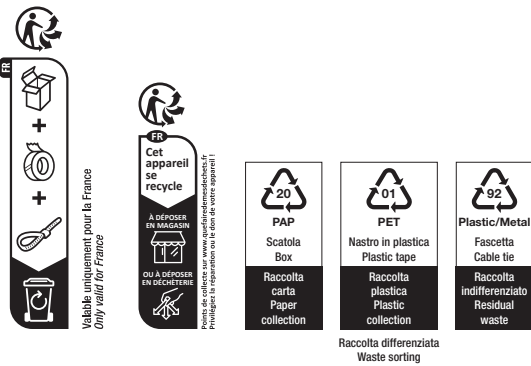 FR
+
+
Valable uniquement pour la France
Only valid for France
FR
Cet
appareil
se
recycle
À DÉPOSER
EN MAGASIN
OU À DÉPOSER
EN DÉCHÈTERIE
Points de collecte sur www.quefairedemesdechets.fr
Privilégiez la réparation ou le don de votre appareil !
20
PAP
Scatola
Box
Raccolta
carta
Paper
collection
01
PET
Nastro in plastica
Plastic tape
Raccolta
plastica
Plastic
collection
92
Plastic/Metal
Fascetta
Cable tie
Raccolta
indifferenziato
Residual
waste
Raccolta differenziata
Waste sorting